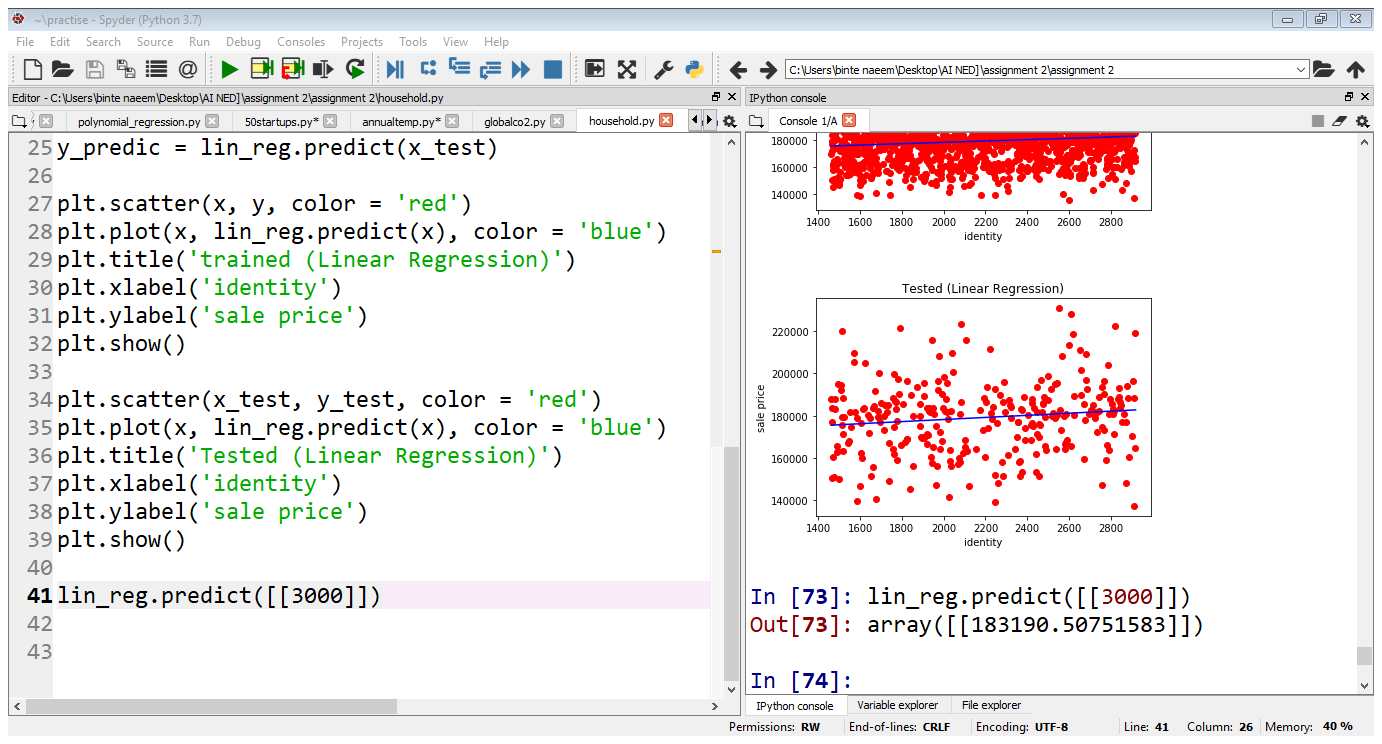 ~\practise - Spyder (Python 3.7)
File Edit Search Source Run Debug Consoles Projects Tools View Help
C:\Users\binte naeem\Desktop\AI NED]\assignment 2\assignment 2
Editor - C:\Users\binte naeem\Desktop\AI NED]\assignment 2\assignment 2\household.py
polynomial_regression.py 50startups.py* annualtemp.py* globalco2.py household.py
25 y_predic = lin_reg.predict(x_test)
26
27 plt.scatter(x, y, color = 'red')
28 plt.plot(x, lin_reg.predict(x), color = 'blue')
29 plt.title('trained (Linear Regression)')
30 plt.xlabel('identity')
31 plt.ylabel('sale price')
32 plt.show()
33
34 plt.scatter(x_test, y_test, color = 'red')
35 plt.plot(x, lin_reg.predict(x), color = 'blue')
36 plt.title('Tested (Linear Regression)')
37 plt.xlabel('identity')
38 plt.ylabel('sale price')
39 plt.show()
40
41 lin_reg.predict([[3000]])
42
43
IPython console
Console 1/A
180000
160000
140000
1400 1600 1800 2000 2200 2400 2600 2800
identity
Tested (Linear Regression)
220000
200000
180000
160000
140000
sale price
1400 1600 1800 2000 2200 2400 2600 2800
identity
In [73]: lin_reg.predict([[3000]])
Out[73]: array([[183190.50751583]])
In [74]:
IPython console Variable explorer File explorer
Permissions: RW End-of-lines: CRLF Encoding: UTF-8 Line: 41 Column: 26 Memory: 40 %